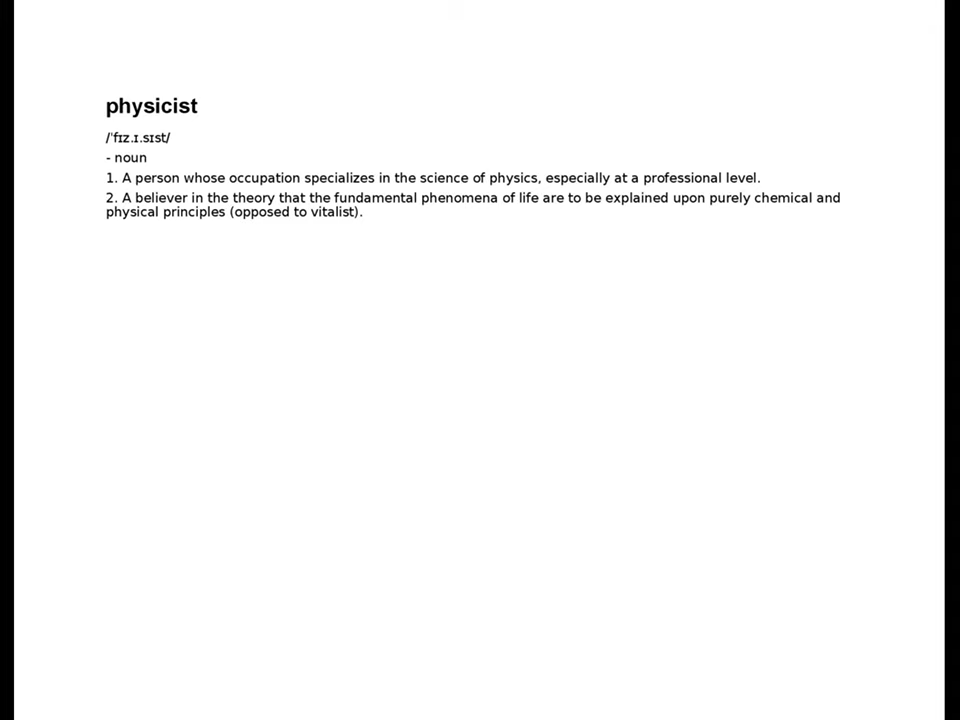 physicist
/ˈfɪz.ɪ.sɪst/
- noun
1. A person whose occupation specializes in the science of physics, especially at a professional level.
2. A believer in the theory that the fundamental phenomena of life are to be explained upon purely chemical and
physical principles (opposed to vitalist).